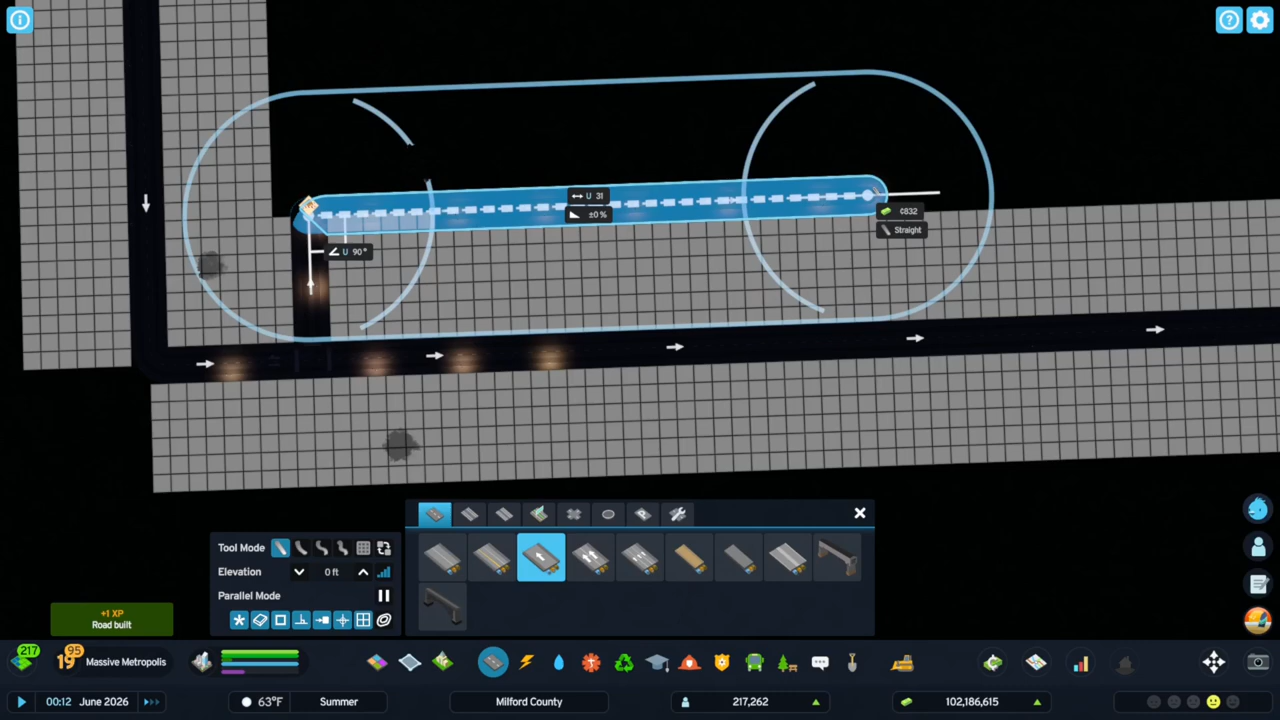 U 31
±0%
¢832
Straight
U 90°
P
Tool Mode
Elevation
0 ft
Parallel Mode
+1 XP
Road built
217
19
95
Massive Metropolis
00:12 June 2026
63°F
Summer
Milford County
217,262
102,186,615